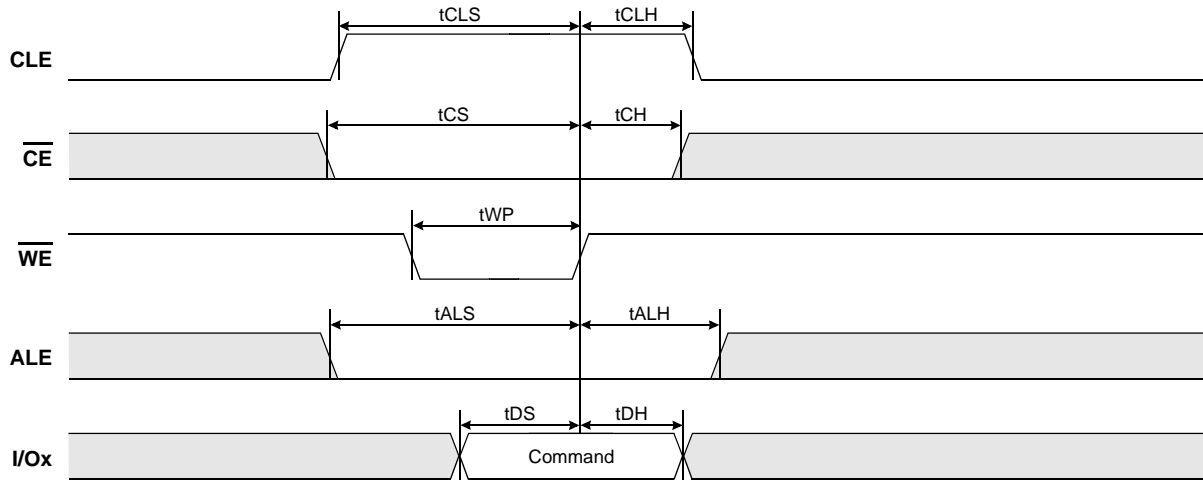 tCLS tCLH
CLE
tCS tCH
CE
tWP
WE
tALS tALH
ALE
tDS tDH
I/Ox Command